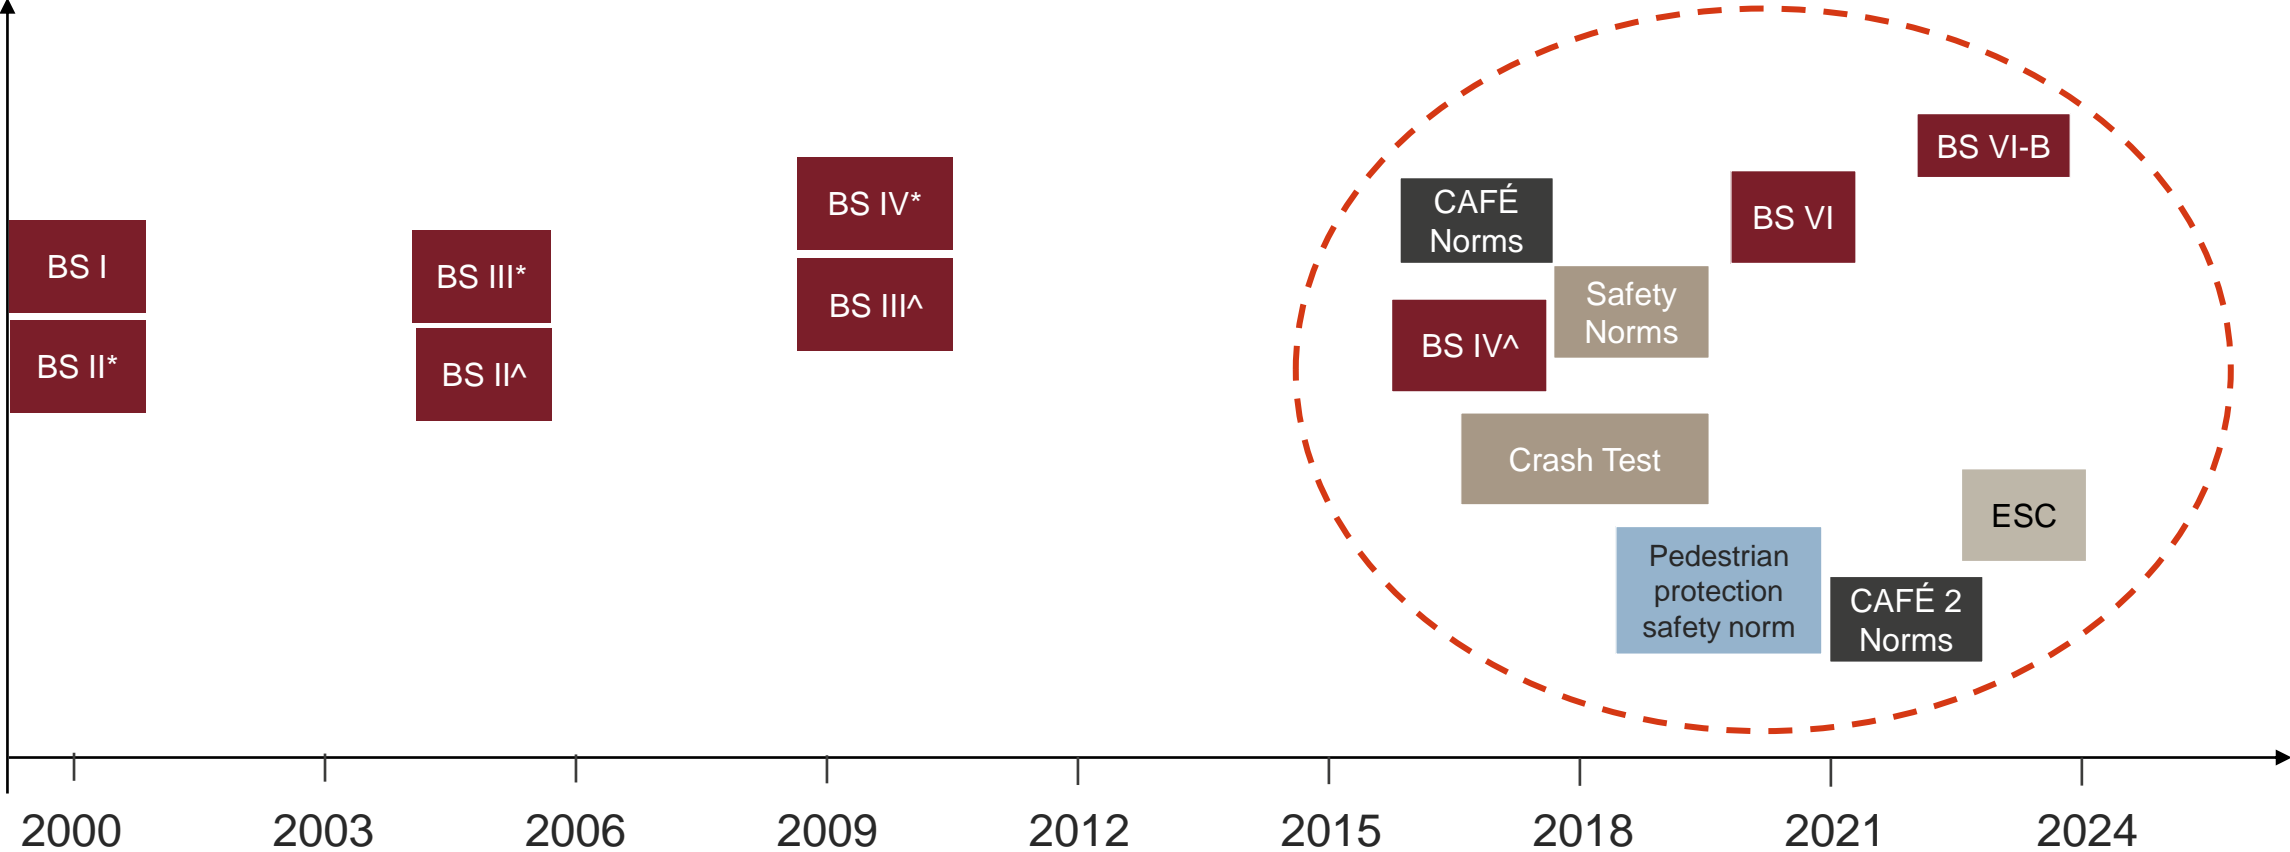 BS I
BS II*
BS III*
BS II^
BS IV*
BS III^
CAFÉ
Norms
BS IV^
Safety
Norms
Crash Test
BS VI
BS VI-B
Pedestrian
protection
safety norm
CAFÉ 2
Norms
ESC
2000
2003
2006
2009
2012
2015
2018
2021
2024